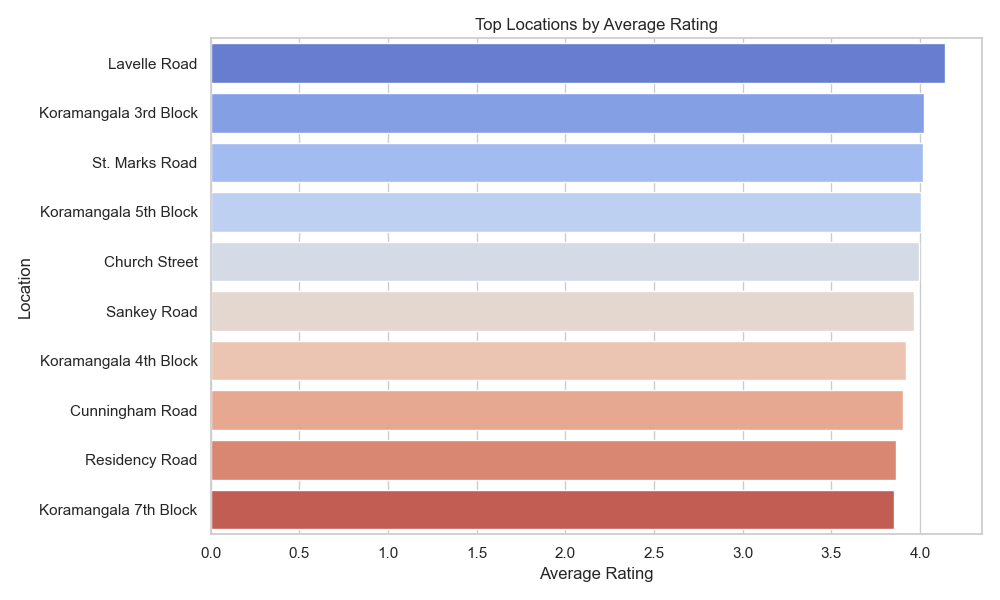 Top Locations by Average Rating
Location
Lavelle Road
Koramangala 3rd Block
St. Marks Road
Koramangala 5th Block
Church Street
Sankey Road
Koramangala 4th Block
Cunningham Road
Residency Road
Koramangala 7th Block
0.0 0.5 1.0 1.5 2.0 2.5 3.0 3.5 4.0
Average Rating